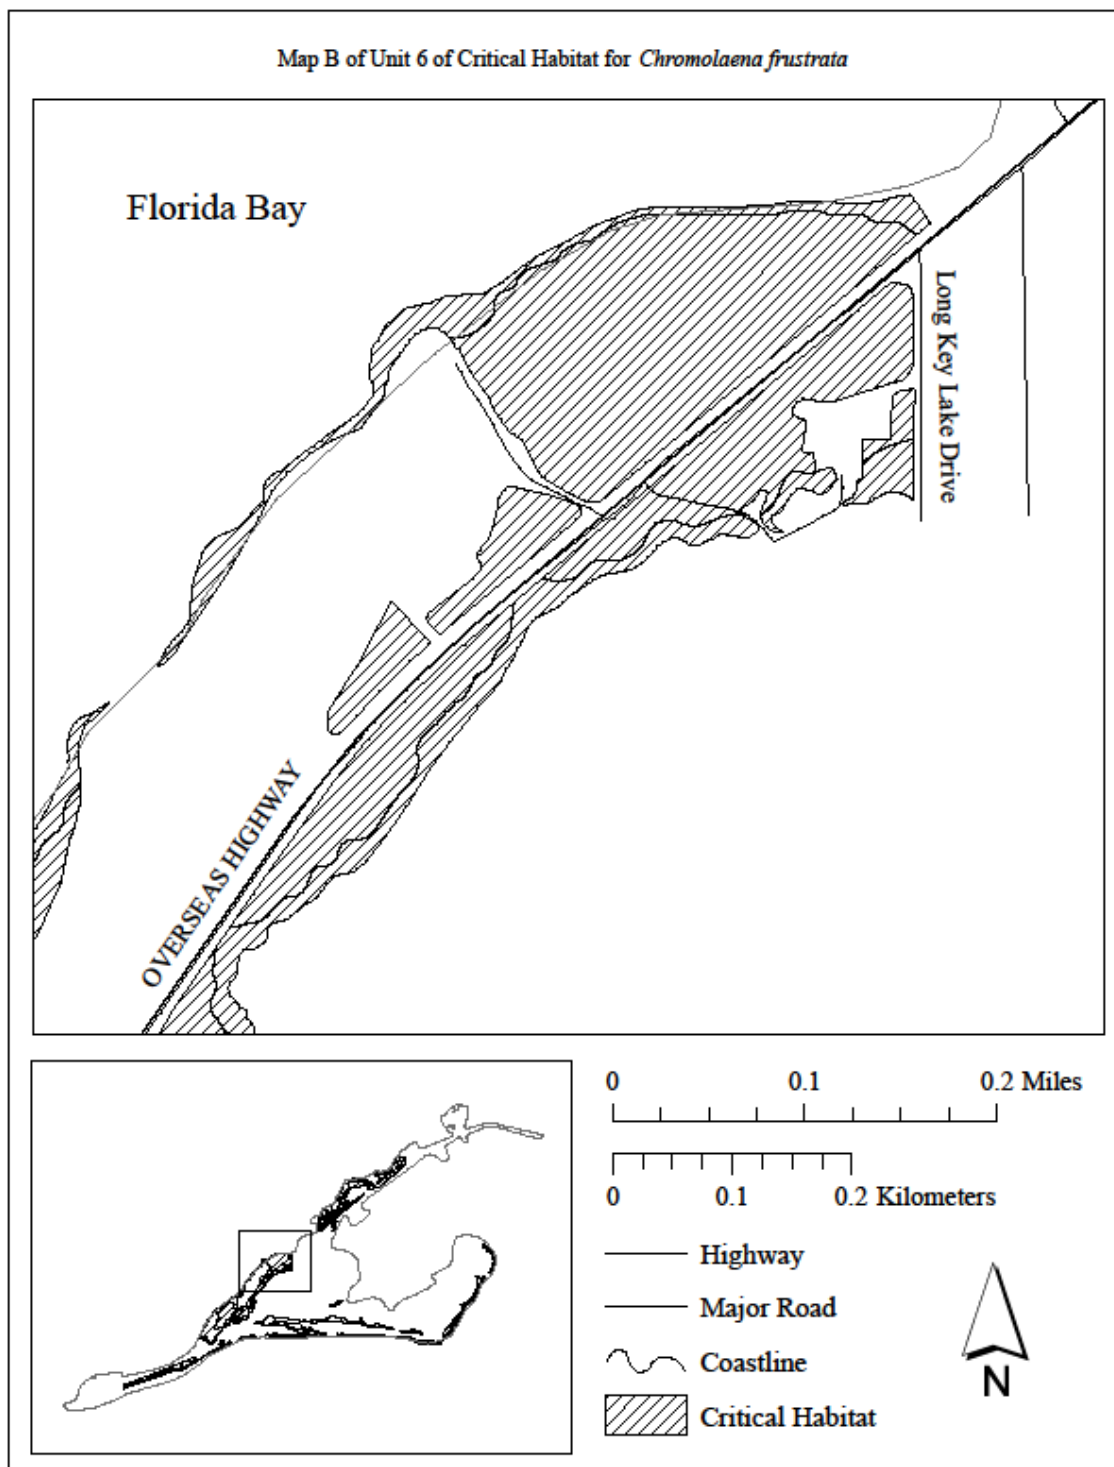 Map B of Unit 6 of Critical Habitat for Chromolaena frustrata
Florida Bay
Long Key Lake Drive
OVERSEAS HIGHWAY
0 0.1 0.2 Miles
0 0.1 0.2 Kilometers
Highway
Major Road
Coastline
Critical Habitat
N